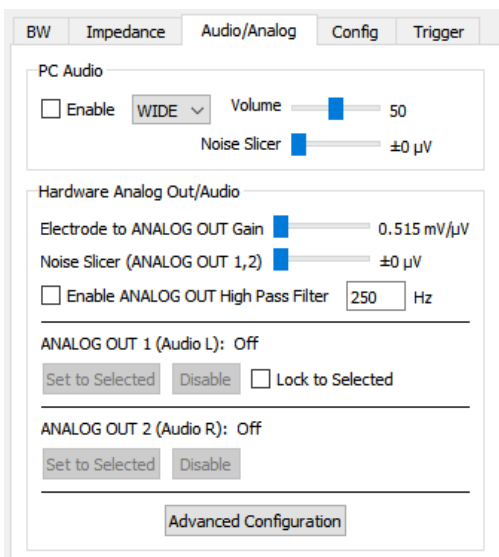 BW Impedance Audio/Analog Config Trigger
PC Audio
Enable WIDE Volume 50
Noise Slicer ±0 µV
Hardware Analog Out/Audio
Electrode to ANALOG OUT Gain 0.515 mV/µV
Noise Slicer (ANALOG OUT 1,2) ±0 µV
Enable ANALOG OUT High Pass Filter 250 Hz
ANALOG OUT 1 (Audio L): Off
Set to Selected Disable Lock to Selected
ANALOG OUT 2 (Audio R): Off
Set to Selected Disable
Advanced Configuration